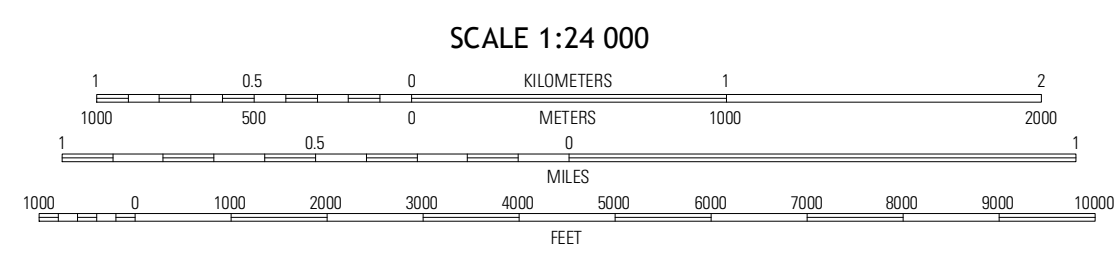 SCALE 1:24 000
1 0.5 0 KILOMETERS 1 2
1000 500 0 METERS 1000 2000
1 0.5 0 1
MILES
1000 0 1000 2000 3000 4000 5000 6000 7000 8000 9000 10000
FEET